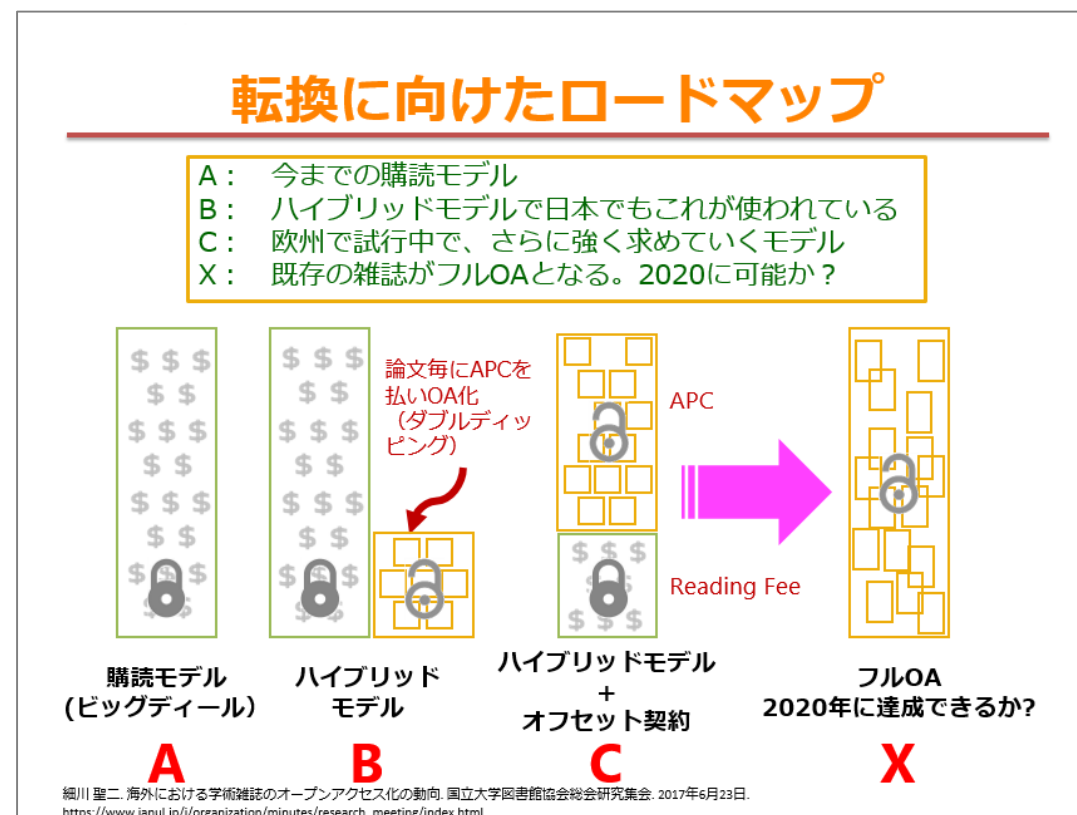 転換に向けたロードマップ
A： 今までの購読モデル
B： ハイブリッドモデルで日本でもこれが使われている
C： 欧州で試行中で、さらに強く求めていくモデル
X： 既存の雑誌がフルOAとなる。2020に可能か？
論文毎にAPCを
払いOA化
（ダブルディッ
ピング）
APC
Reading Fee
購読モデル
(ビッグディール）
A
ハイブリッド
モデル
B
ハイブリッドモデル
+
オフセット契約
C
フルOA
2020年に達成できるか?
X
細川 聖二. 海外における学術雑誌のオープンアクセス化の動向. 国立大学図書館協会総会研究集会. 2017年6月23日.
https://www.janul.jp/j/organization/minutes/research_meeting/index.html